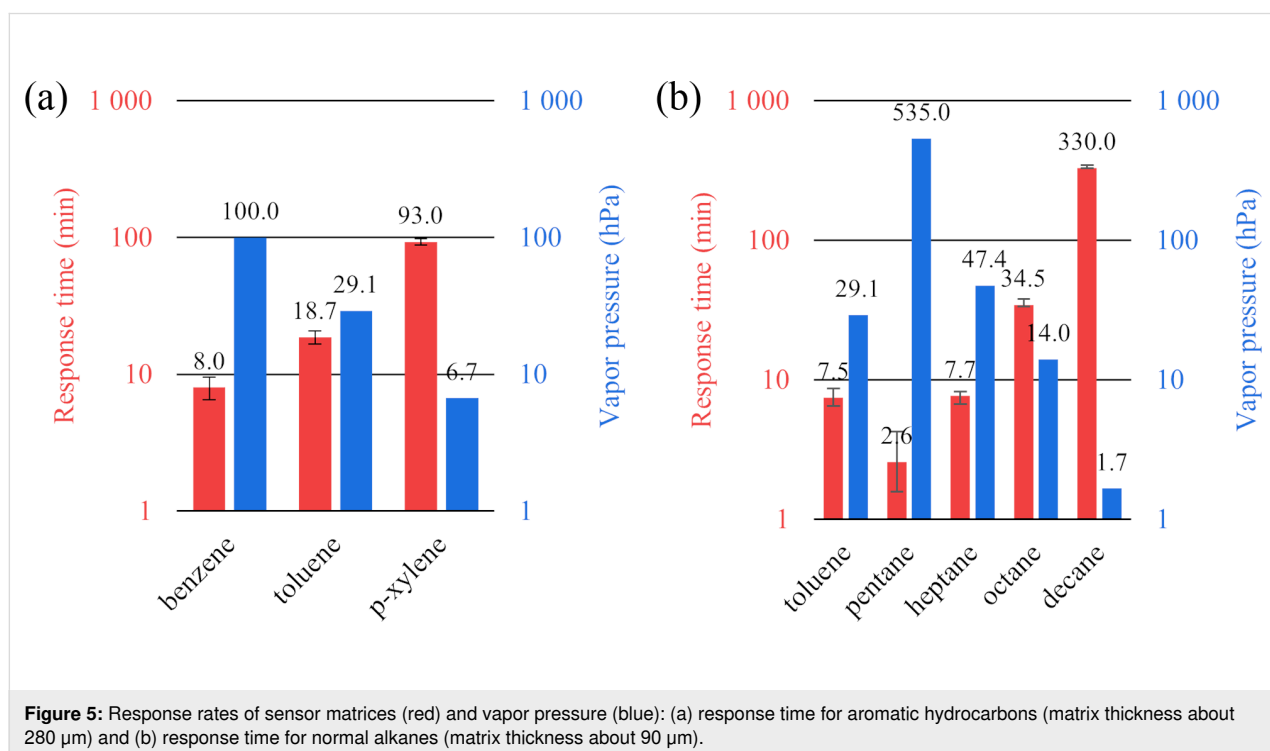 (a)
1 000
100
10
1
Response time (min)
8.0
100.0
18.7
29.1
93.0
6.7
1 000
100
10
1
Vapor pressure (hPa)
benzene
toluene
p-xylene
(b)
1 000
100
10
1
Response time (min)
7.5
29.1
2.6
535.0
7.7
47.4
34.5
14.0
330.0
1.7
1 000
100
10
1
Vapor pressure (hPa)
toluene
pentane
heptane
octane
decane
Figure 5: Response rates of sensor matrices (red) and vapor pressure (blue): (a) response time for aromatic hydrocarbons (matrix thickness about
280 µm) and (b) response time for normal alkanes (matrix thickness about 90 µm).